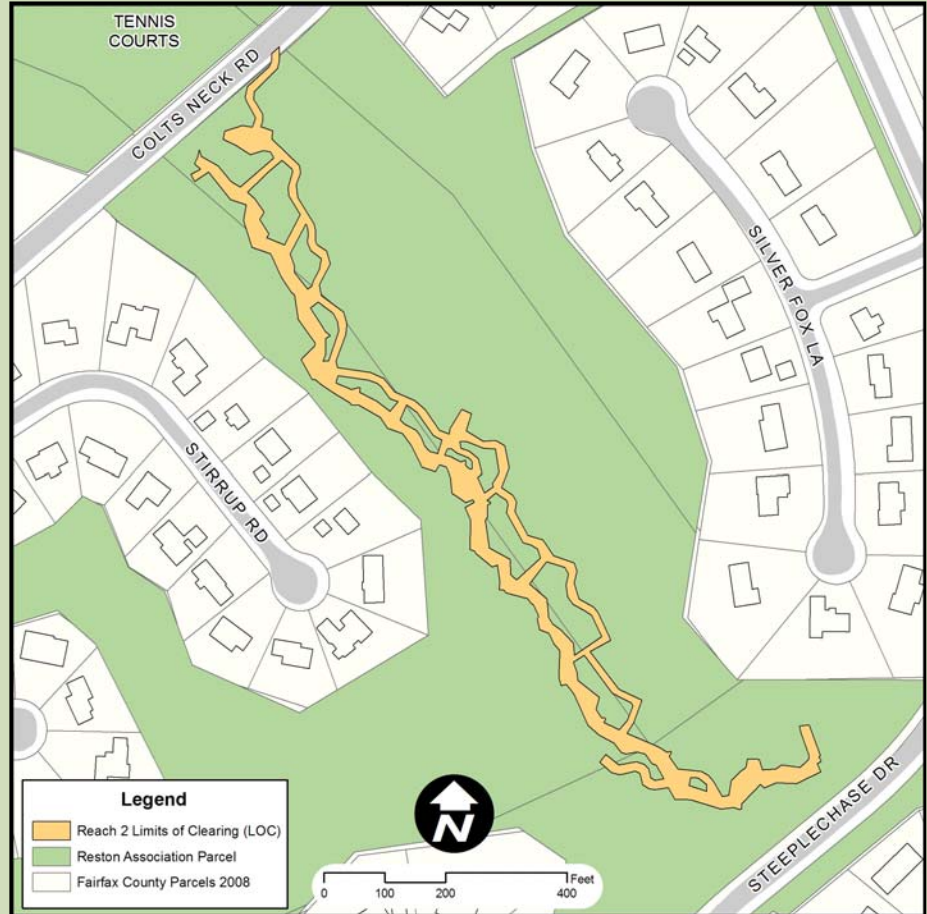 TENNIS
COURTS
COLTS NECK RD
SILVER FOX LA
STIRRUP RD
STEEPLECHASE DR
Legend
Reach 2 Limits of Clearing (LOC)
Reston Association Parcel
Fairfax County Parcels 2008
N
Feet
0 100 200 400